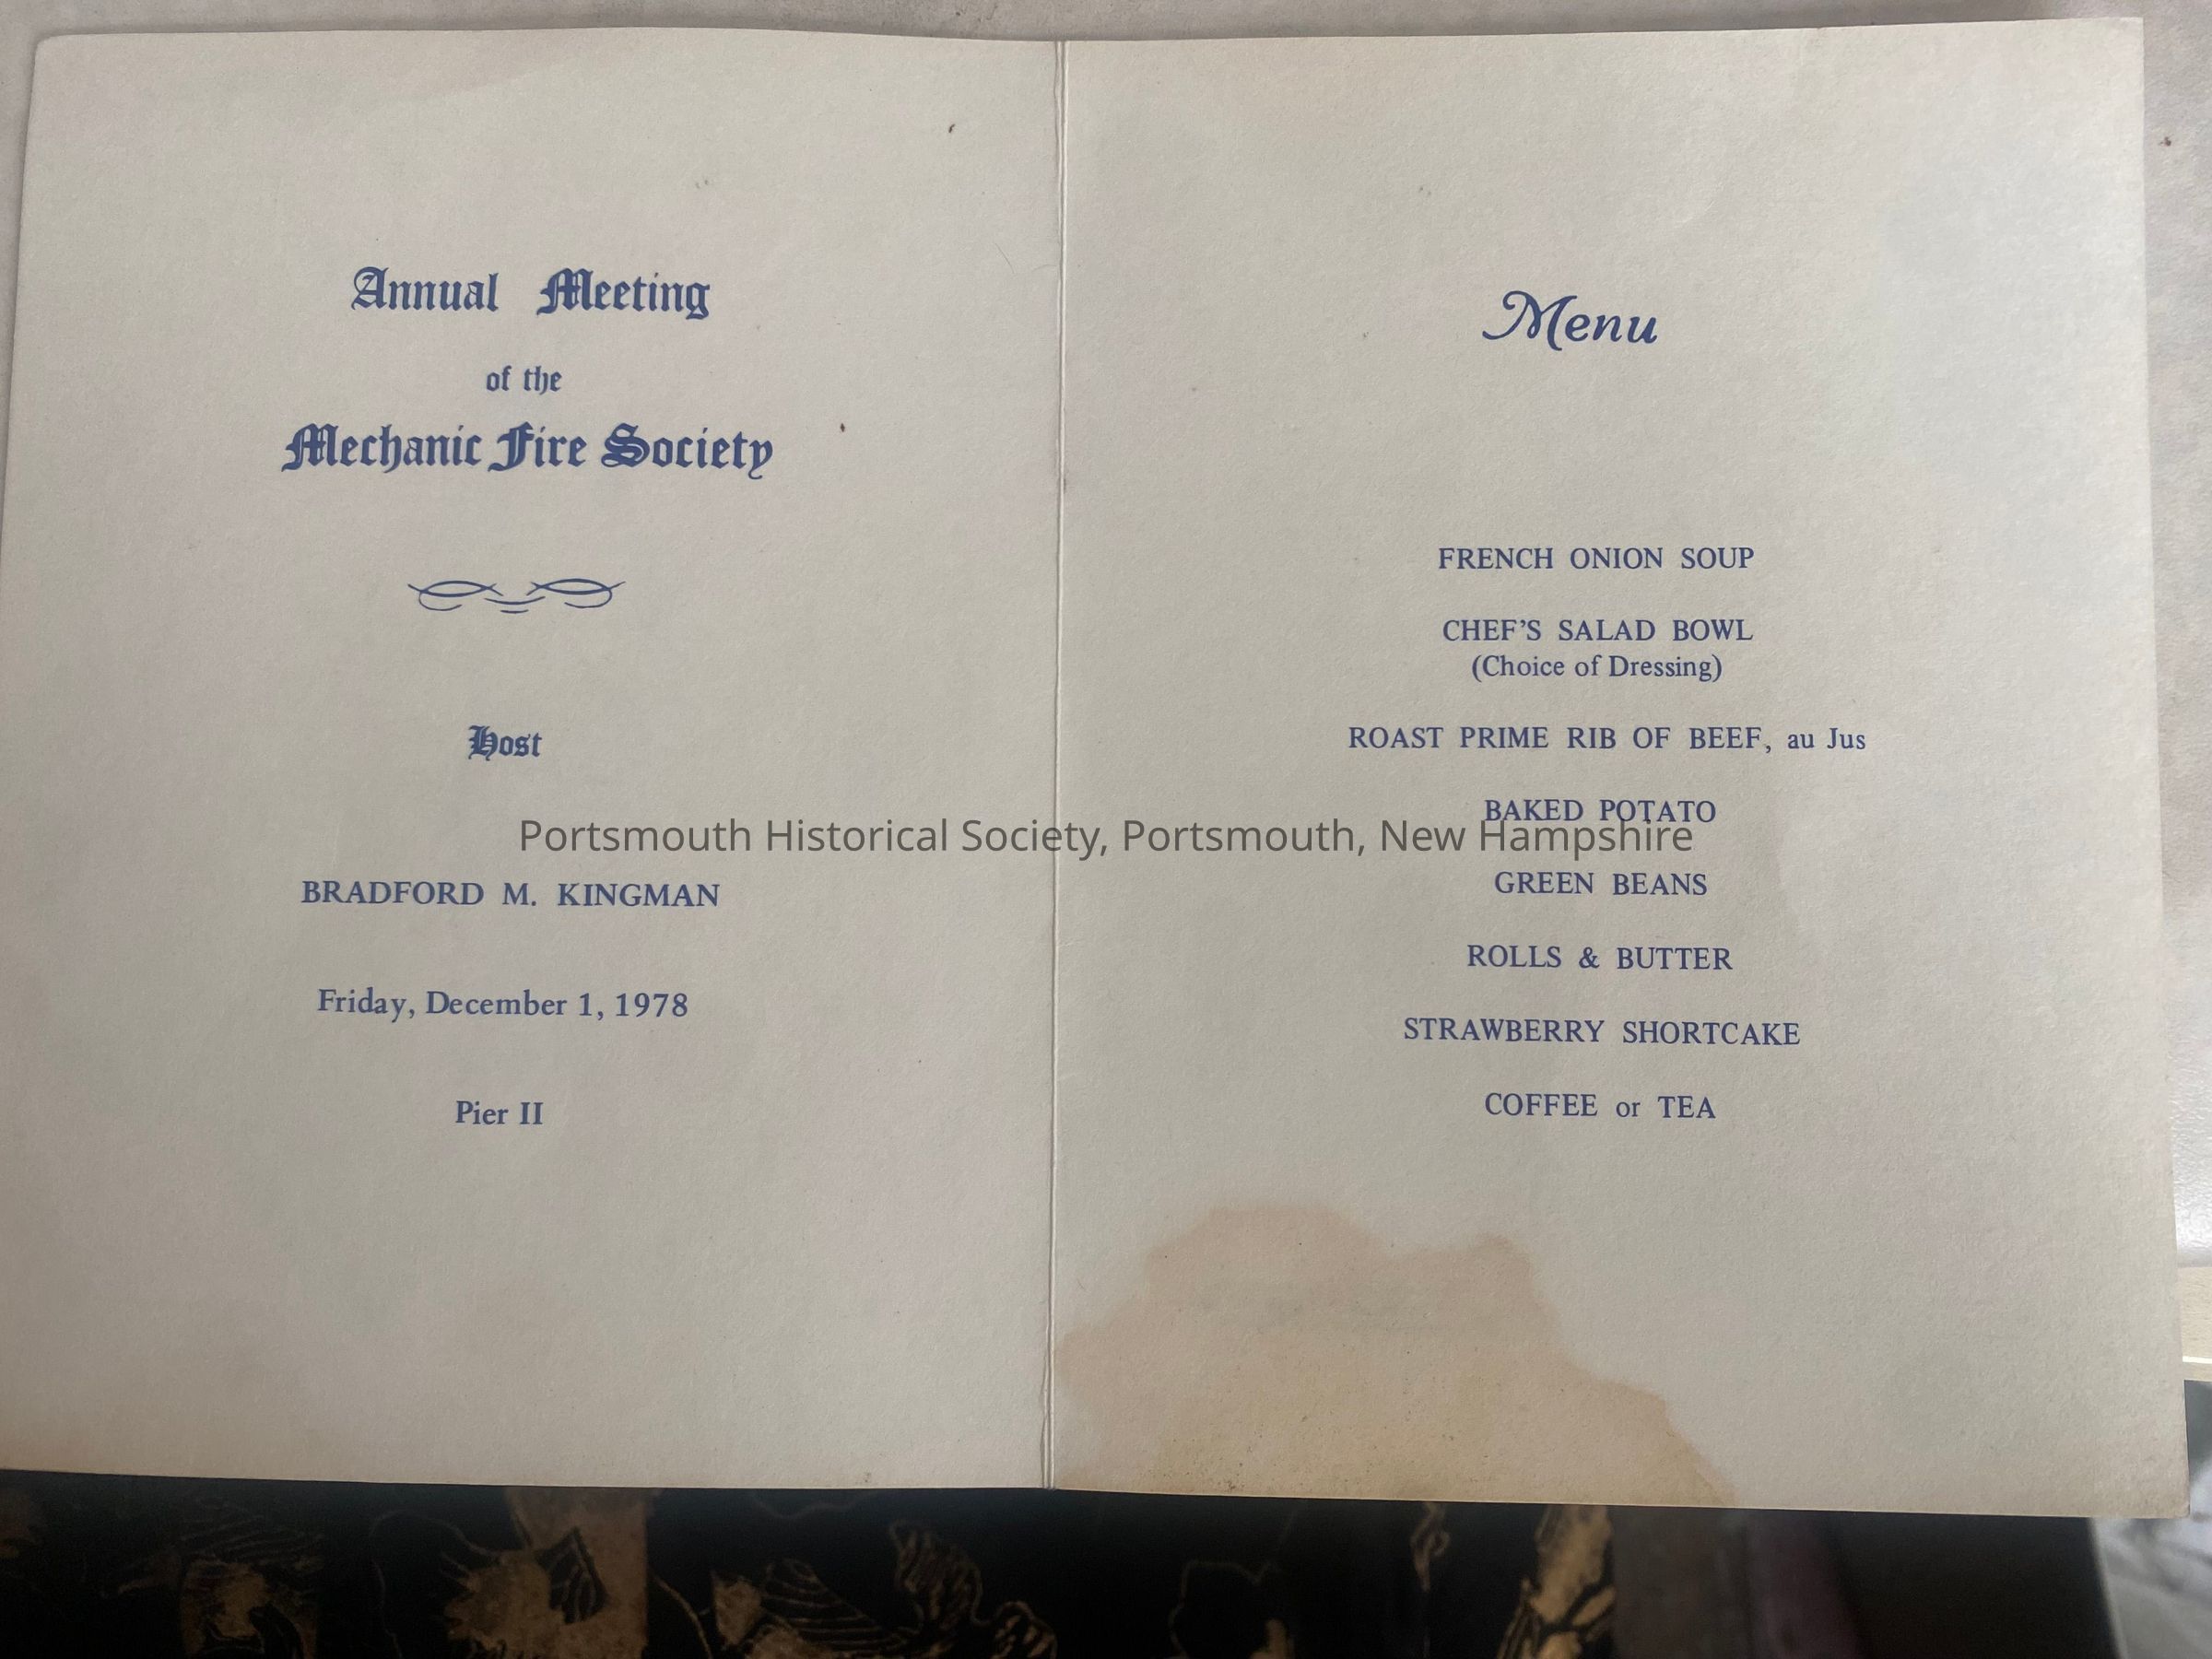 Annual Meeting
of the
Mechanic Fire Society
Host
BRADFORD M. KINGMAN
Friday, December 1, 1978
Pier II
Menu
FRENCH ONION SOUP
CHEF'S SALAD BOWL
(Choice of Dressing)
ROAST PRIME RIB OF BEEF, au Jus
BAKED POTATO
GREEN BEANS
ROLLS & BUTTER
STRAWBERRY SHORTCAKE
COFFEE or TEA
Portsmouth Historical Society, Portsmouth, New Hampshire